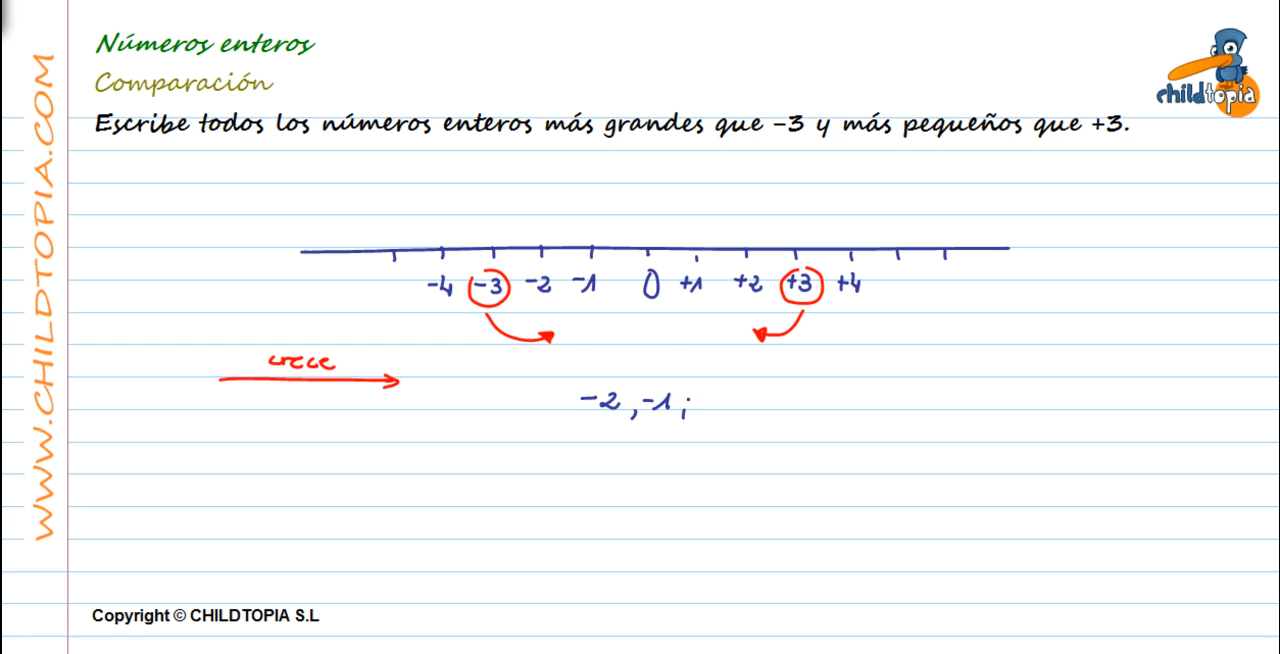 WWW.CHILDTOPIA.COM
Números enteros
Comparación
childtopia
Escribe todos los números enteros más grandes que -3 y más pequeños que +3.
-4 -3 -2 -1 0 +1 +2 +3 +4
crece
-2, -1;
Copyright © CHILDTOPIA S.L